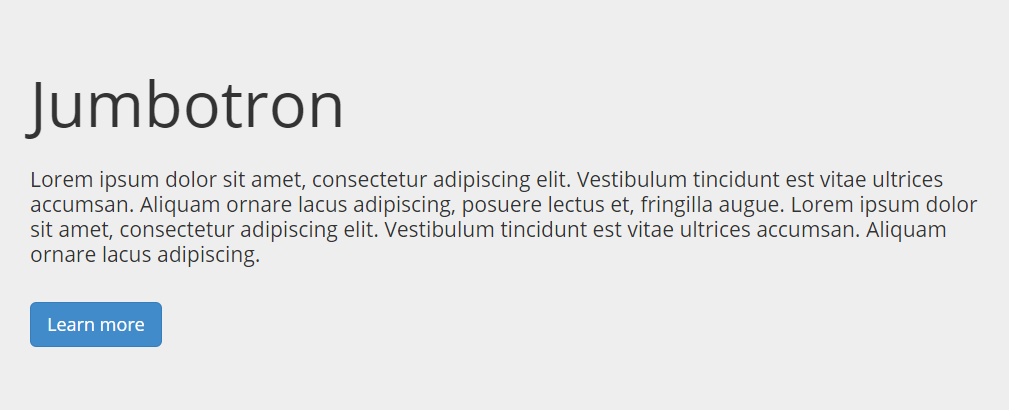 Jumbotron
Lorem ipsum dolor sit amet, consectetur adipiscing elit. Vestibulum tincidunt est vitae ultrices
accumsan. Aliquam ornare lacus adipiscing, posuere lectus et, fringilla augue. Lorem ipsum dolor
sit amet, consectetur adipiscing elit. Vestibulum tincidunt est vitae ultrices accumsan. Aliquam
ornare lacus adipiscing.
Learn more